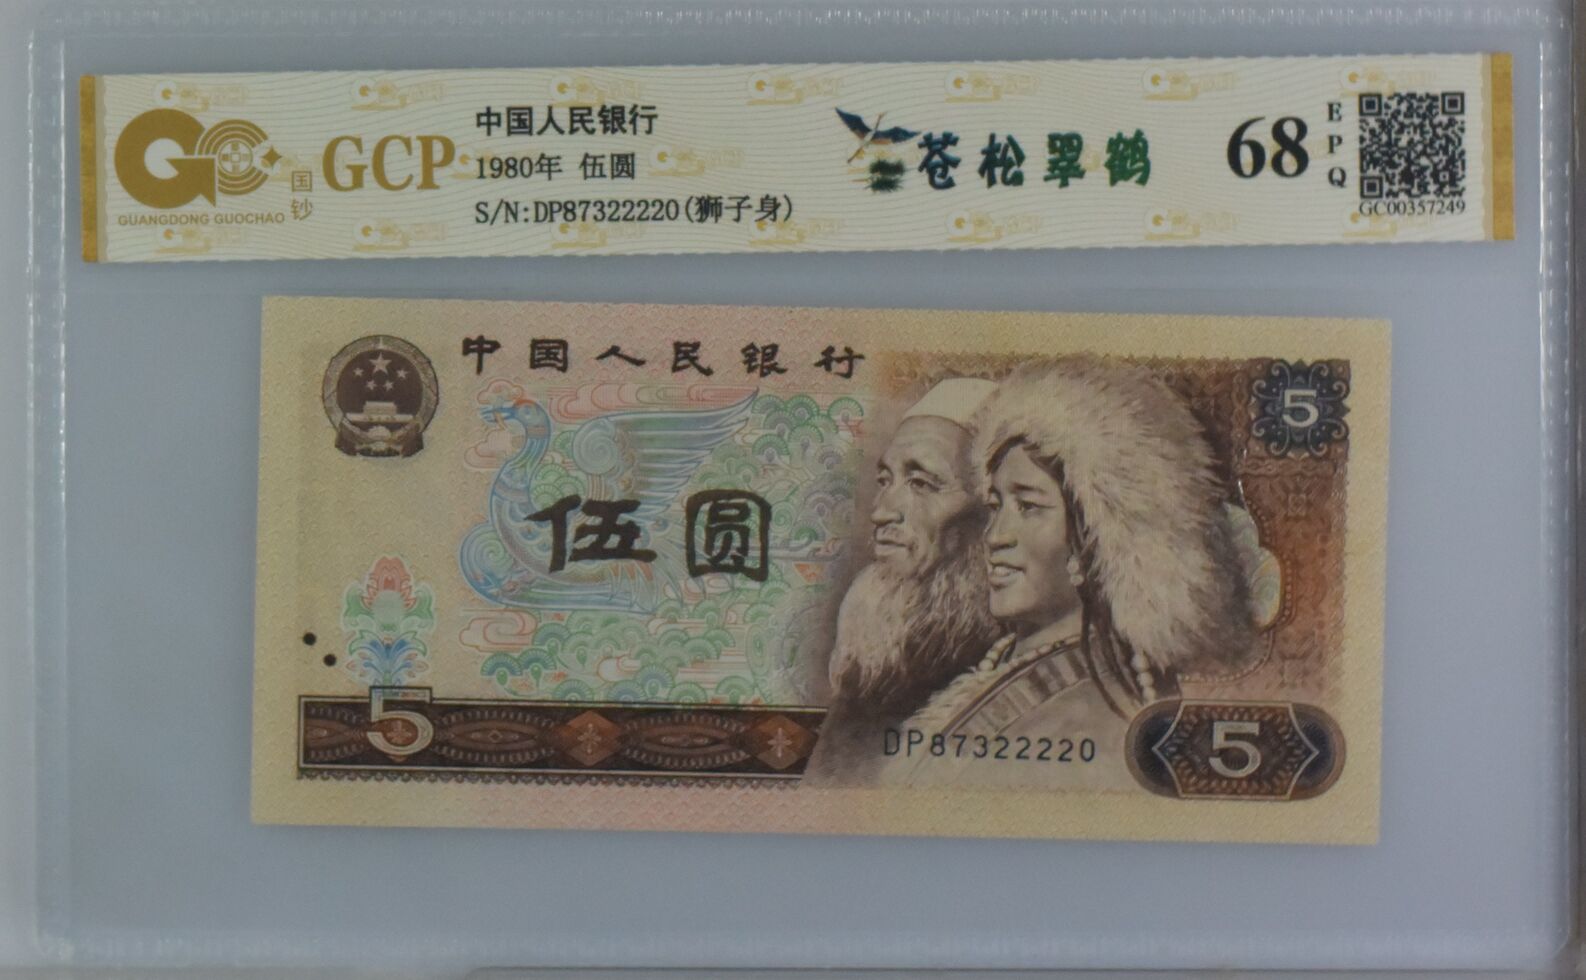 中国人民银行
1980年 伍圆
S/N:DP87322220(狮子身)
GCP
国钞
GUANGDONG GUOCHAO
苍松翠鹤
68
EPQ
GC00357249
中国人民银行
5
伍圆
5
DP87322220
5